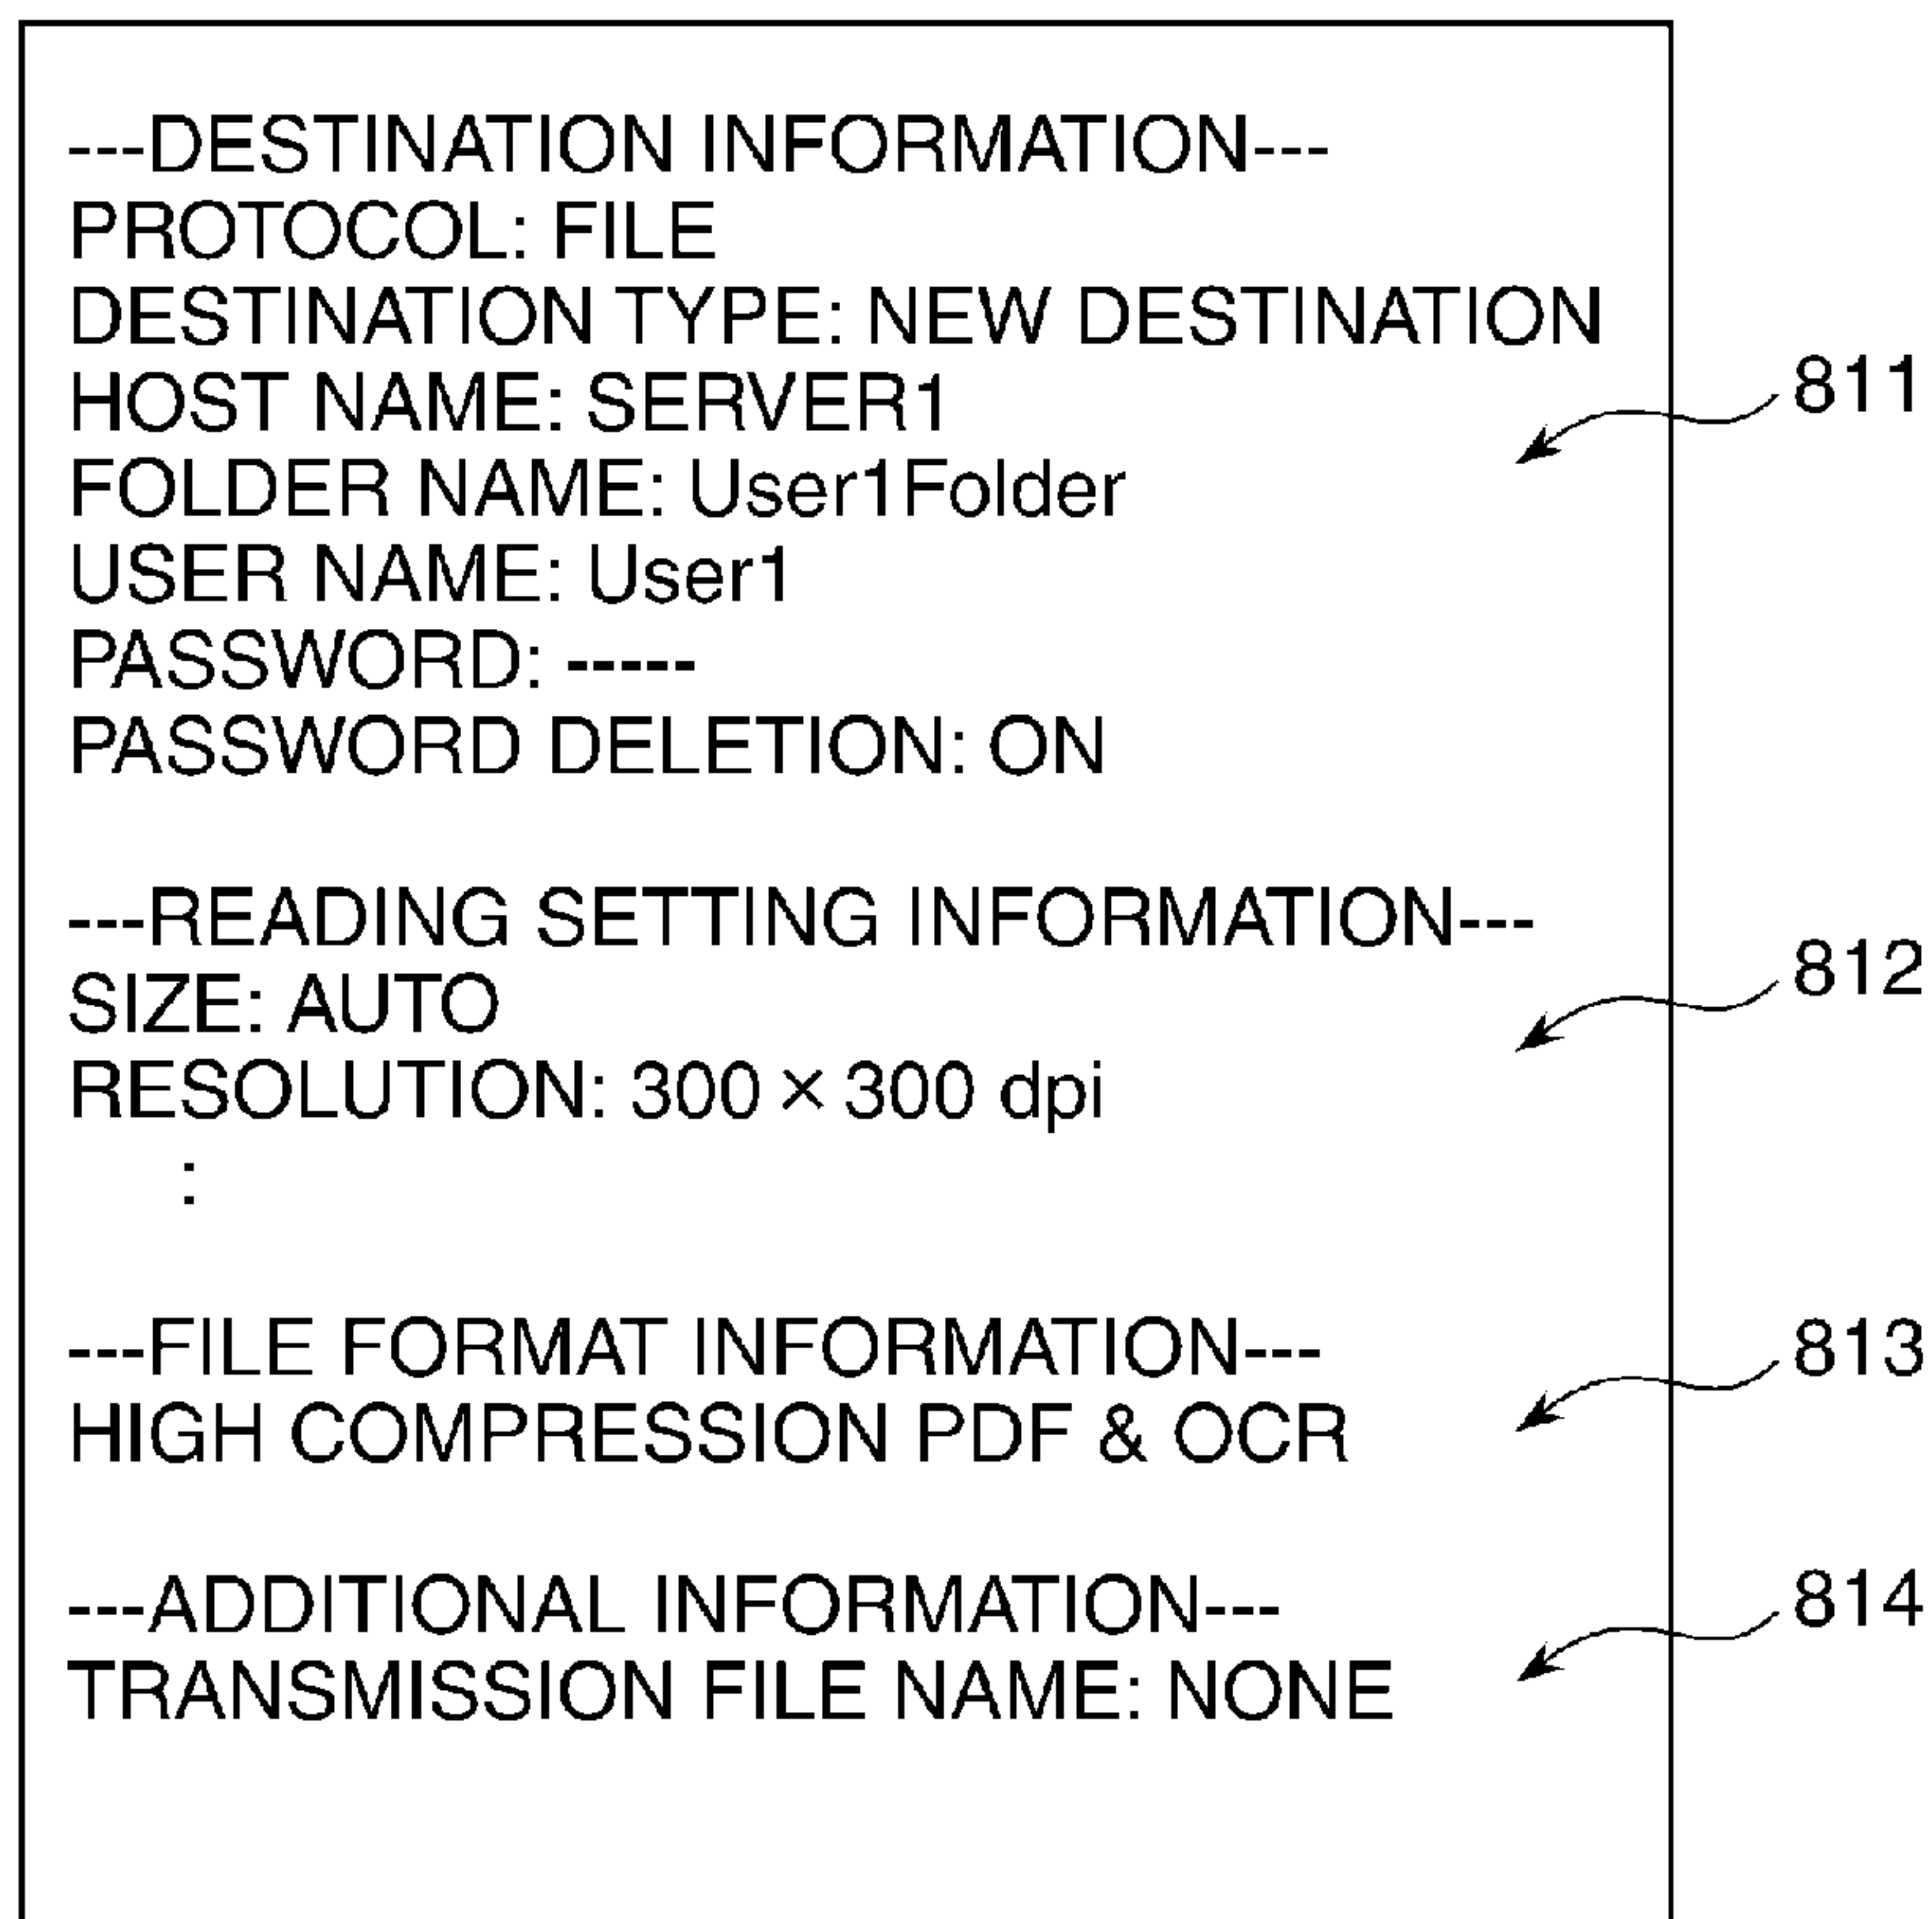 ---DESTINATION INFORMATION---
PROTOCOL: FILE
DESTINATION TYPE: NEW DESTINATION
HOST NAME: SERVER1
811
FOLDER NAME: User1Folder
USER NAME: User1
PASSWORD: -----
PASSWORD DELETION: ON
---READING SETTING INFORMATION---
812
SIZE: AUTO
RESOLUTION: 300 × 300 dpi
:
---FILE FORMAT INFORMATION---
813
HIGH COMPRESSION PDF & OCR
---ADDITIONAL INFORMATION---
814
TRANSMISSION FILE NAME: NONE